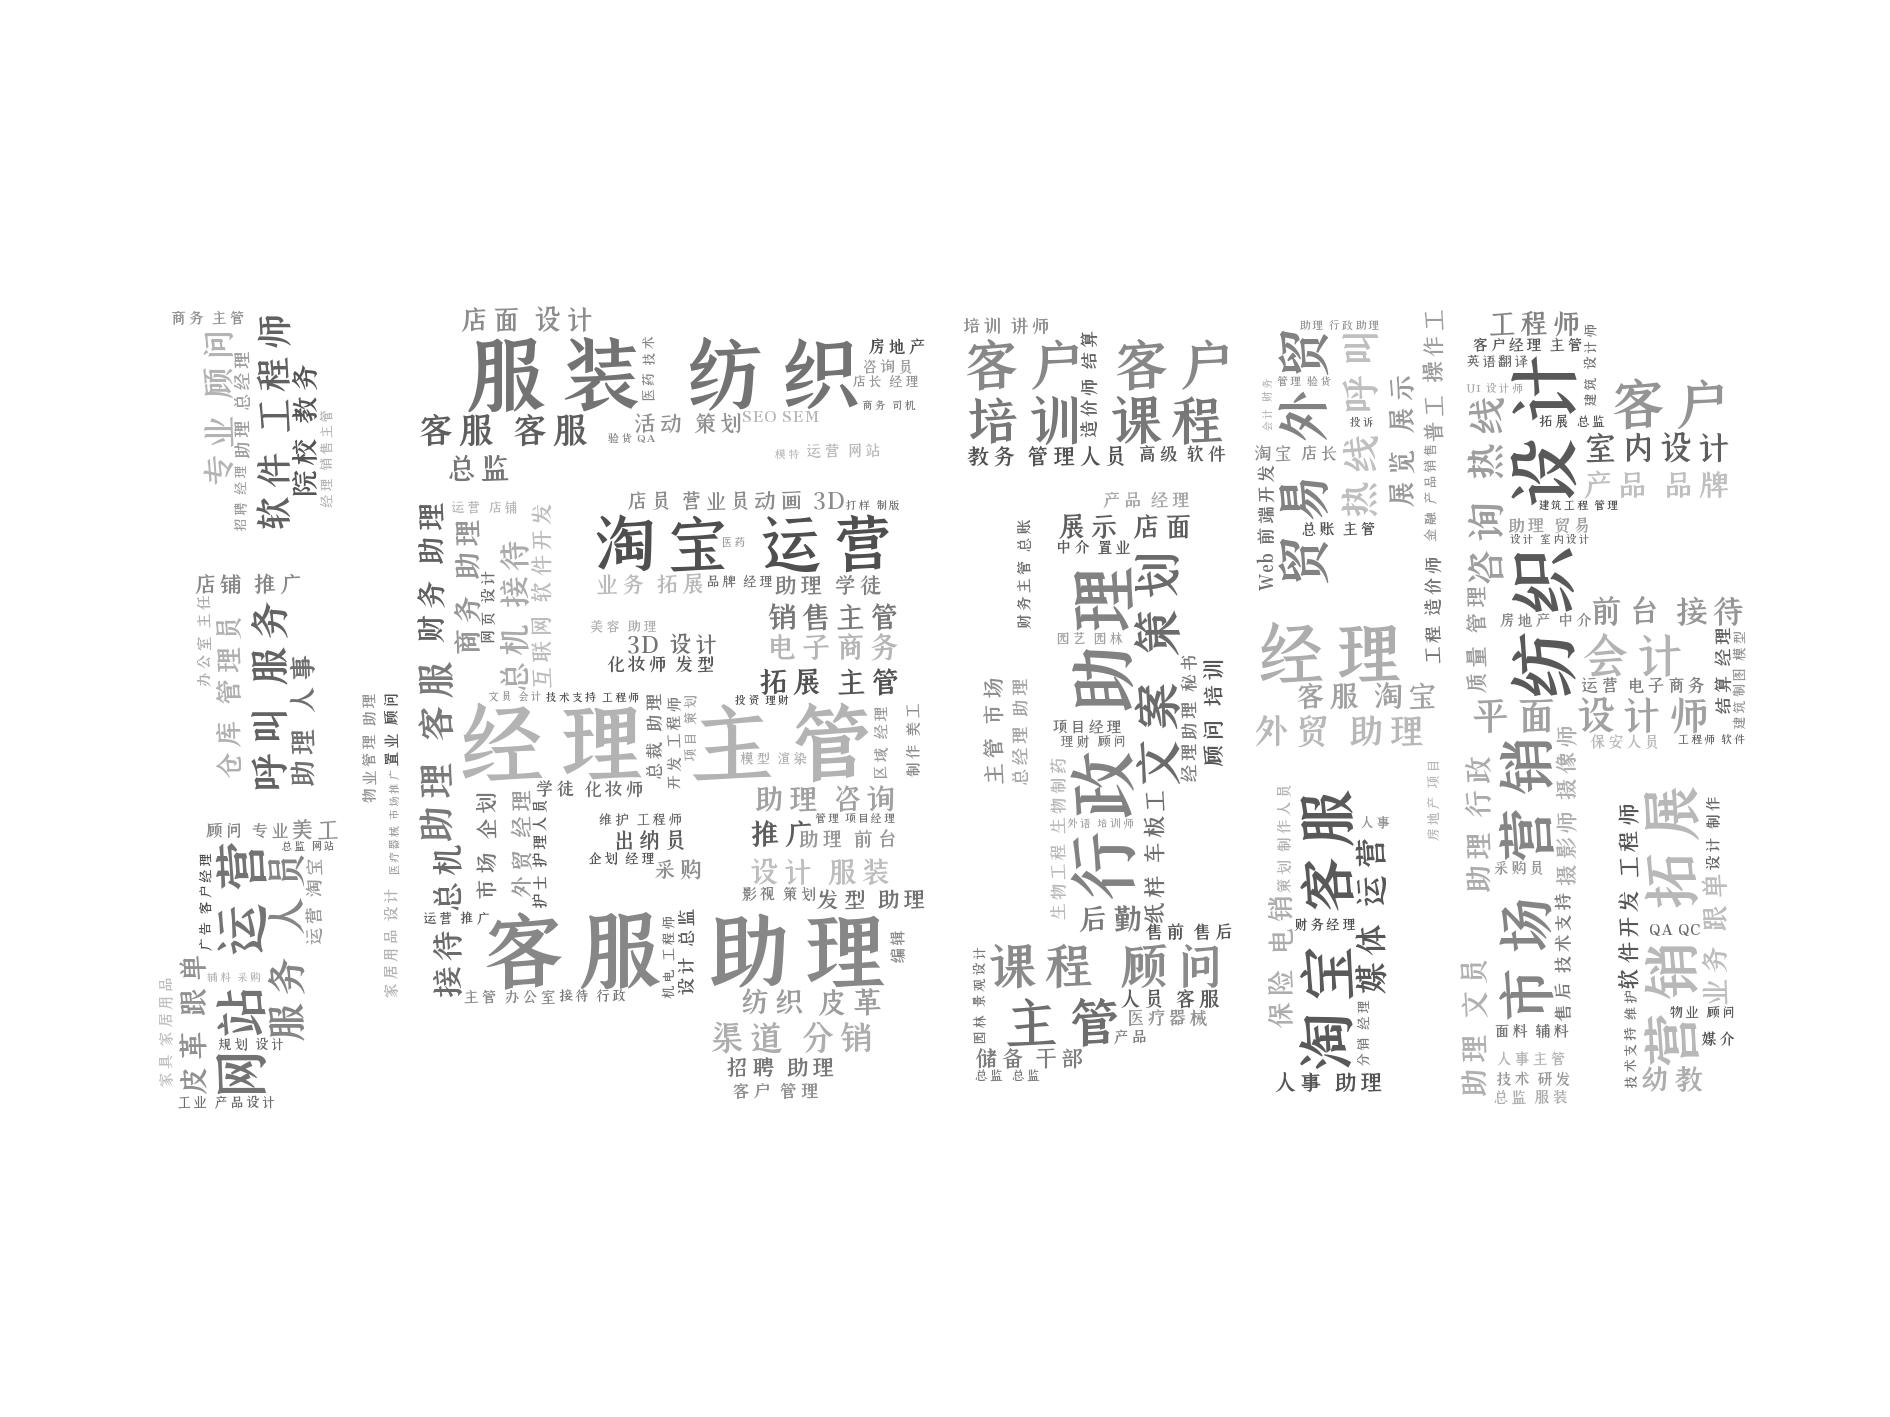 商务 主管
专业 顾问
招聘 经理 助理 总经理
软件 工程师
院校 教务
经理 销售主管
店铺 推广
办公室 主任
仓库 管理员
呼叫 服务
助理 人事
顾问 专业
美工
总监 网站
广告 客户经理
网站 运营
服务 人员
运营 淘宝
辅料 采购
家具 家居用品
皮革 跟单
规划 设计
工业 产品设计
物业管理 助理
置业 顾问
医疗器械 市场推广
家居用品 设计
店面 设计
服装 纺织
医药 技术
房地产
咨询员
店长 经理
商务 司机
客服 客服
活动 策划
SEO SEM
验货 QA
模特
运营 网站
总监
财务 助理
运营 店铺
商务 助理
网页 设计
总机 接待
互联网 软件开发
店员 营业员
动画 3D
打样 制版
淘宝 运营
医药
业务 拓展
品牌 经理
助理 学徒
美容 助理
销售主管
3D 设计
电子商务
化妆师 发型
拓展 主管
助理 客服
文员 会计
技术支持 工程师
投资 理财
经理 主管
总裁 助理
开发 工程师
项目 策划
模型 渲染
区域 经理
制作 美工
学徒 化妆师
助理 咨询
接待 总机
市场 企划
外贸 经理
护士 护理人员
维护 工程师
管理 项目经理
出纳员
推广
助理 前台
企划 经理
采购
设计 服装
影视 策划
发型 助理
运营 推广
客服 助理
机电 工程师
设计 总监
编辑
主管 办公室
接待 行政
纺织 皮革
渠道 分销
招聘 助理
客户 管理
培训 讲师
客户 客户
造价师 结算
培训 课程
教务 管理人员
高级 软件
产品 经理
财务主管 总账
展示 店面
中介 置业
行政 助理
文案 策划
园艺 园林
经理助理 秘书
顾问 培训
主管 市场
总经理 助理
项目经理
理财 顾问
生物工程 生物制药
外语 培训师
纸样 车板工
后勤
售前 售后
园林 景观设计
课程 顾问
主管
人员 客服
医疗器械
产品
储备 干部
总监 总监
助理 行政助理
会计 财务
管理 验货
外贸
热线 呼叫
投诉
展览 展示
普工 操作工
淘宝 店长
Web 前端开发
贸易
总账 主管
金融 产品销售
工程 造价师
经理
客服 淘宝
外贸 助理
策划 制作人员
保险 电销
淘宝 客服
人事
媒体 运营
财务经理
分销 经理
人事 助理
房地产 项目
工程师
客户经理 主管
英语翻译
建筑 设计师
UI 设计师
咨询 热线
纺织 设计
拓展 总监
客户
室内设计
产品 品牌
建筑工程 管理
助理 贸易
设计 室内设计
质量 管理
房地产 中介
前台 接待
会计
结算 经理
建筑制图 模型
运营 电子商务
平面 设计师
保安人员
工程师 软件
助理 行政
市场 营销
摄影师 摄像师
采购员
售后 技术支持
助理 文员
面料 辅料
人事主管
技术 研发
总监 服装
软件开发 工程师
营销 拓展
设计 制作
业务 跟单
QA QC
技术支持 维护
物业 顾问
媒介
幼教